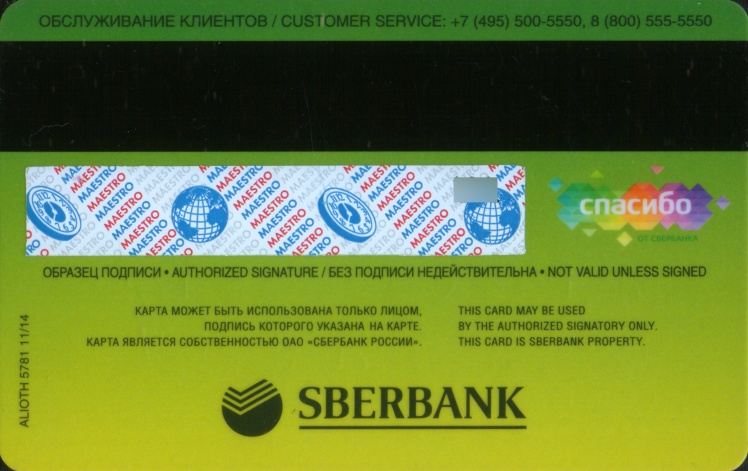 ОБСЛУЖИВАНИЕ КЛИЕНТОВ / CUSTOMER SERVICE: +7 (495) 500-5550, 8 (800) 555-5550
MAESTRO
спасибо
ОТ СБЕРБАНКА
ОБРАЗЕЦ ПОДПИСИ • AUTHORIZED SIGNATURE / БЕЗ ПОДПИСИ НЕДЕЙСТВИТЕЛЬНА • NOT VALID UNLESS SIGNED
КАРТА МОЖЕТ БЫТЬ ИСПОЛЬЗОВАНА ТОЛЬКО ЛИЦОМ,
ПОДПИСЬ КОТОРОГО УКАЗАНА НА КАРТЕ.
КАРТА ЯВЛЯЕТСЯ СОБСТВЕННОСТЬЮ ОАО «СБЕРБАНК РОССИИ».
THIS CARD MAY BE USED
BY THE AUTHORIZED SIGNATORY ONLY.
THIS CARD IS SBERBANK PROPERTY.
ALIOTH 5781 11/14
SBERBANK